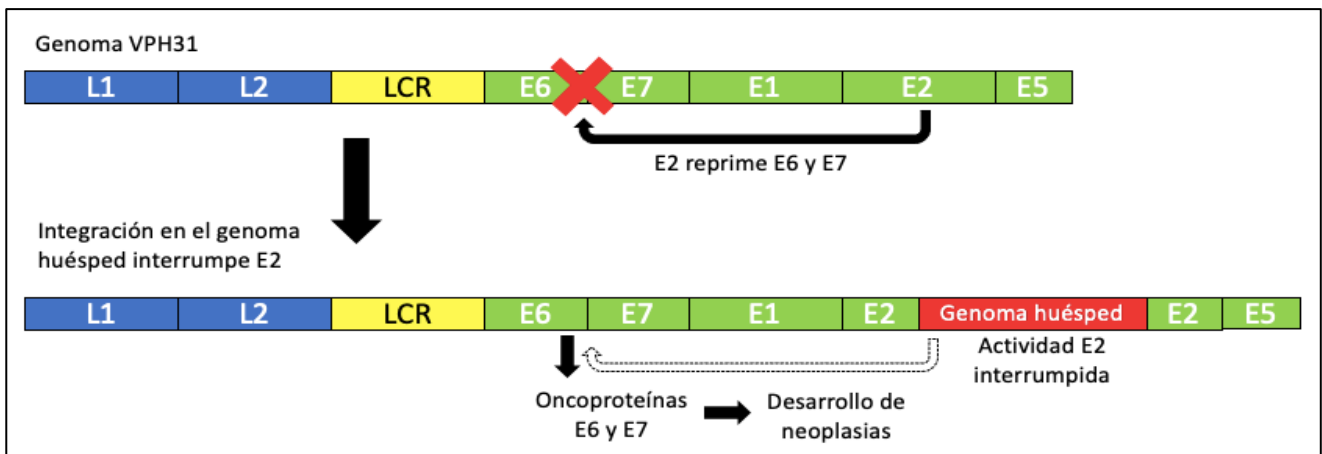 Genoma VPH31
L1 L2 LCR E6 E7 E1 E2 E5
E2 reprime E6 y E7
Integración en el genoma
huésped interrumpe E2
L1 L2 LCR E6 E7 E1 E2 Genoma huésped E2 E5
Actividad E2
interrumpida
Oncoproteínas
E6 y E7
Desarrollo de
neoplasias